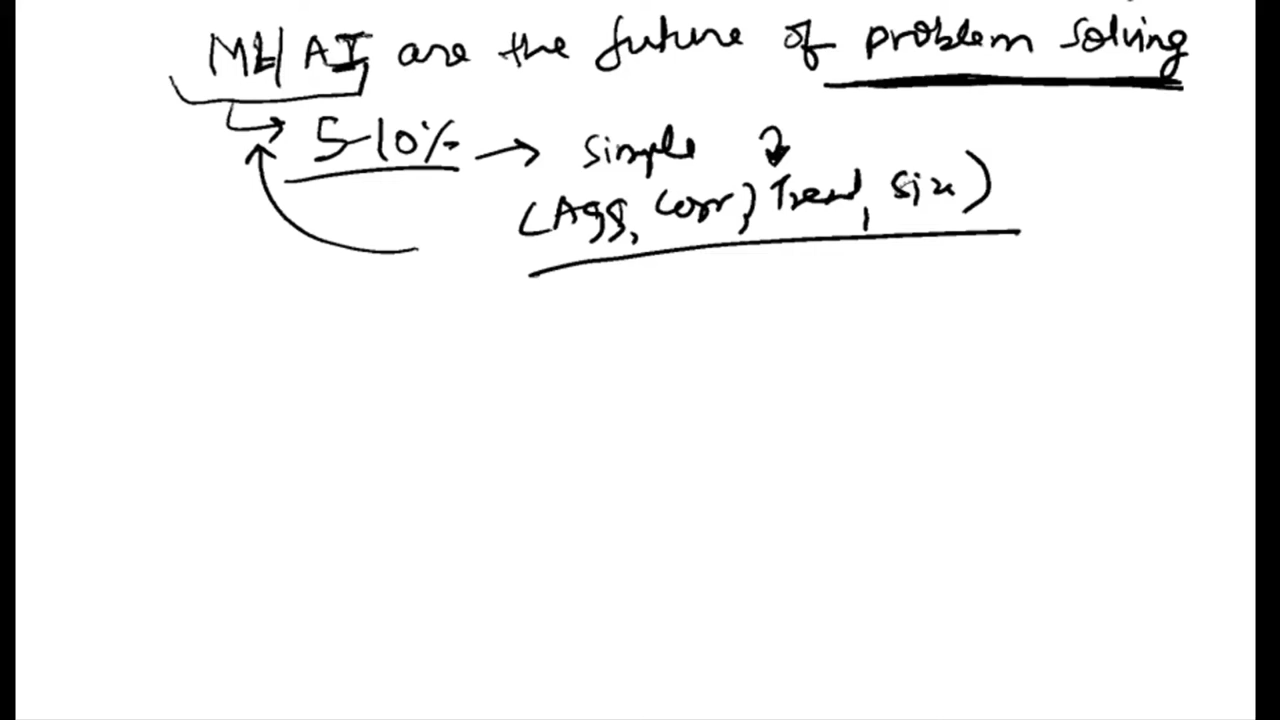 ML/AI are the future of problem solving
→ 5-10% → simple
(Agg, Corr, Trend, size)